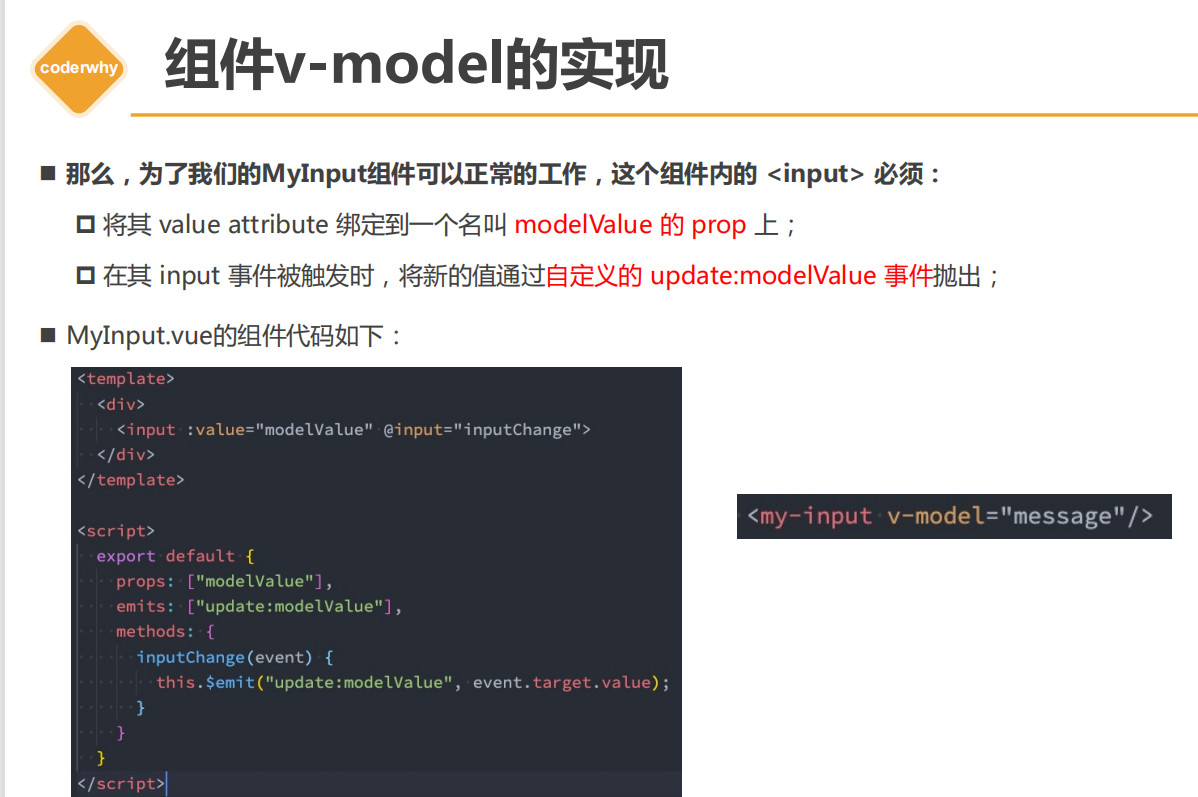 coderwhy
组件v-model的实现
■ 那么，为了我们的MyInput组件可以正常的工作，这个组件内的 <input> 必须：
将其 value attribute 绑定到一个名叫 modelValue 的 prop 上；
在其 input 事件被触发时，将新的值通过自定义的 update:modelValue 事件抛出；
■ MyInput.vue的组件代码如下：
<template>
  <div>
    <input :value="modelValue" @input="inputChange">
  </div>
</template>

<script>
  export default {
    props: ["modelValue"],
    emits: ["update:modelValue"],
    methods: {
      inputChange(event) {
        this.$emit("update:modelValue", event.target.value);
      }
    }
  }
</script>
<my-input v-model="message"/>